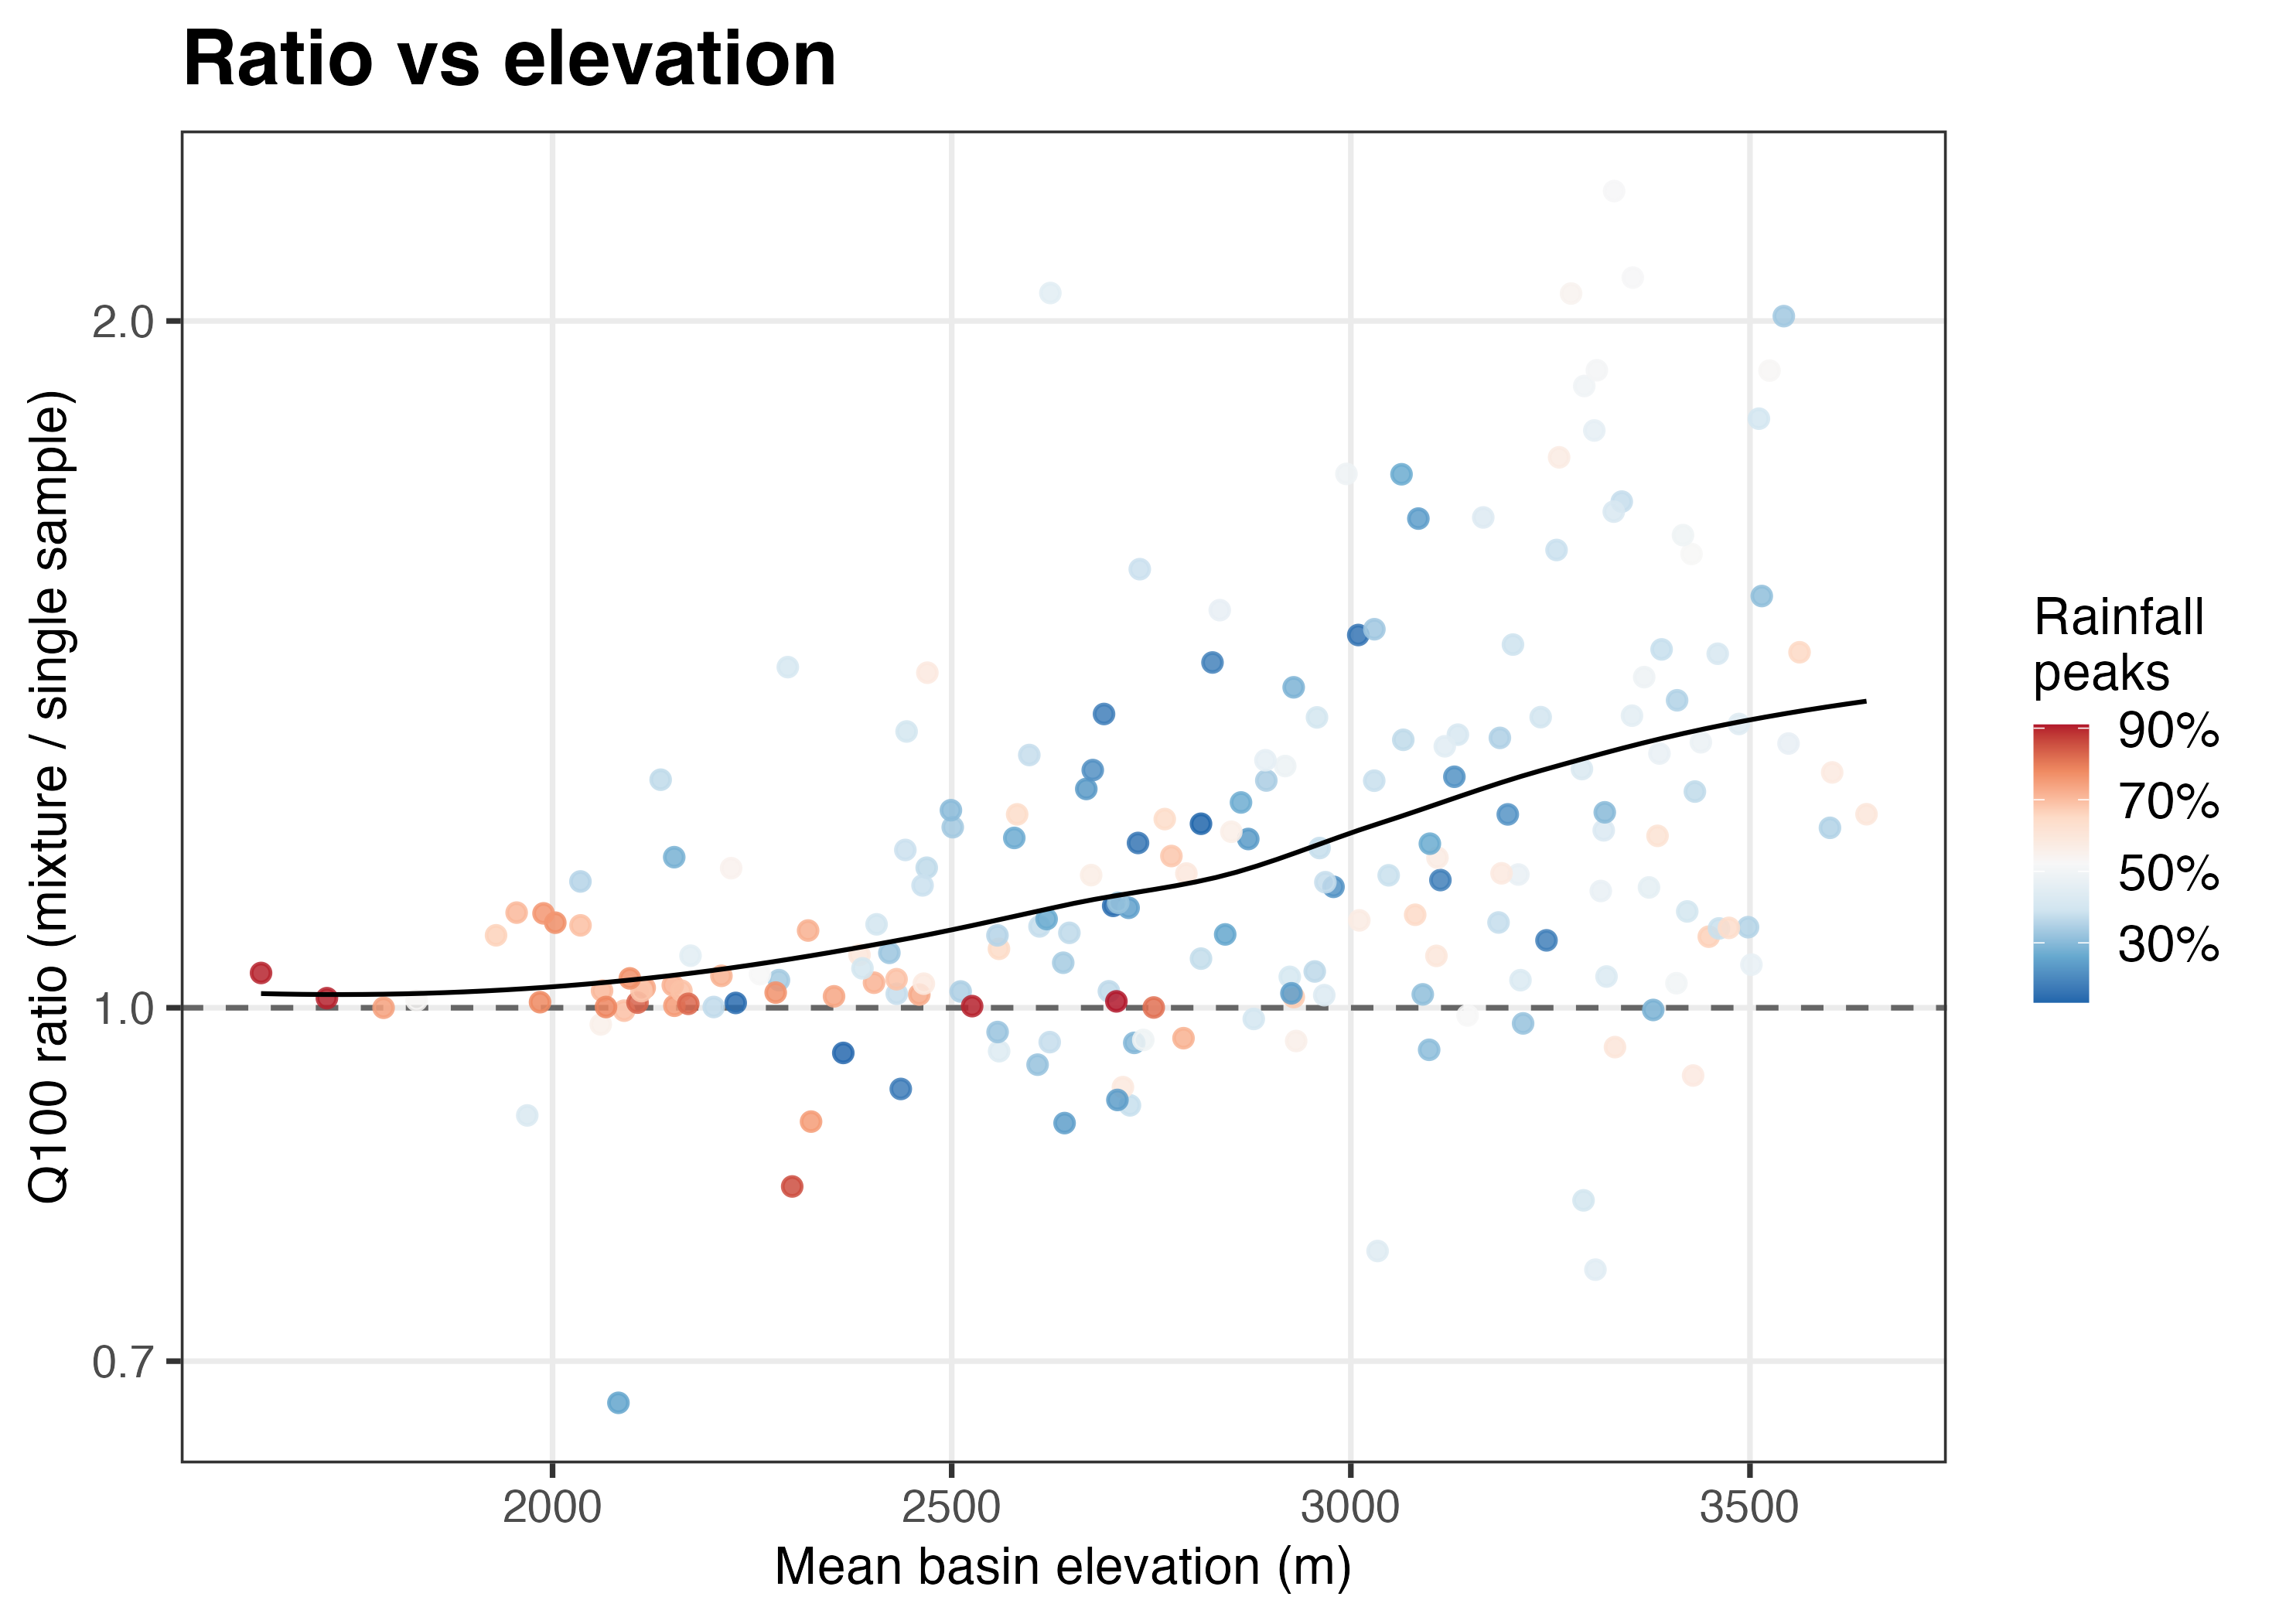 Ratio vs elevation
Q100 ratio (mixture / single sample)
2.0
1.0
0.7
2000
2500
3000
3500
Mean basin elevation (m)
Rainfall
peaks
90%
70%
50%
30%